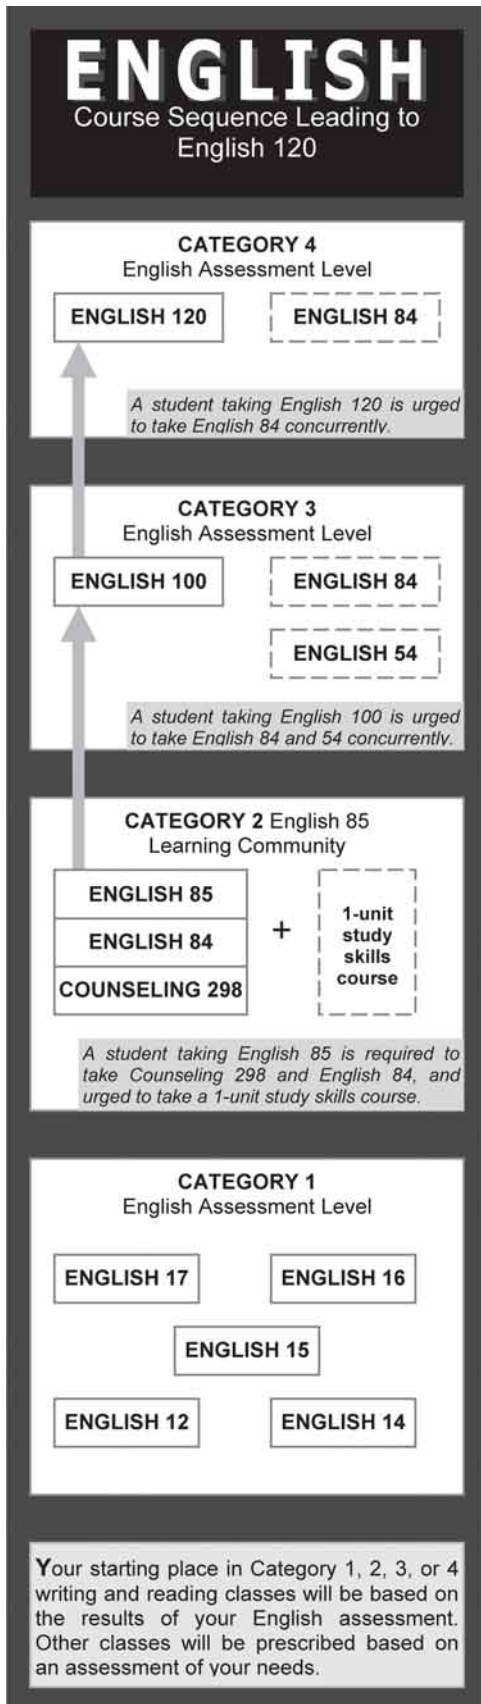 ENGLISH
Course Sequence Leading to
English 120
CATEGORY 4
English Assessment Level
ENGLISH 120
ENGLISH 84
A student taking English 120 is urged
to take English 84 concurrently.
CATEGORY 3
English Assessment Level
ENGLISH 100
ENGLISH 84
ENGLISH 54
A student taking English 100 is urged
to take English 84 and 54 concurrently.
CATEGORY 2 English 85
Learning Community
ENGLISH 85
ENGLISH 84
COUNSELING 298
+
1-unit
study
skills
course
A student taking English 85 is required to
take Counseling 298 and English 84, and
urged to take a 1-unit study skills course.
CATEGORY 1
English Assessment Level
ENGLISH 17
ENGLISH 16
ENGLISH 15
ENGLISH 12
ENGLISH 14
Your starting place in Category 1, 2, 3, or 4
writing and reading classes will be based on
the results of your English assessment.
Other classes will be prescribed based on
an assessment of your needs.